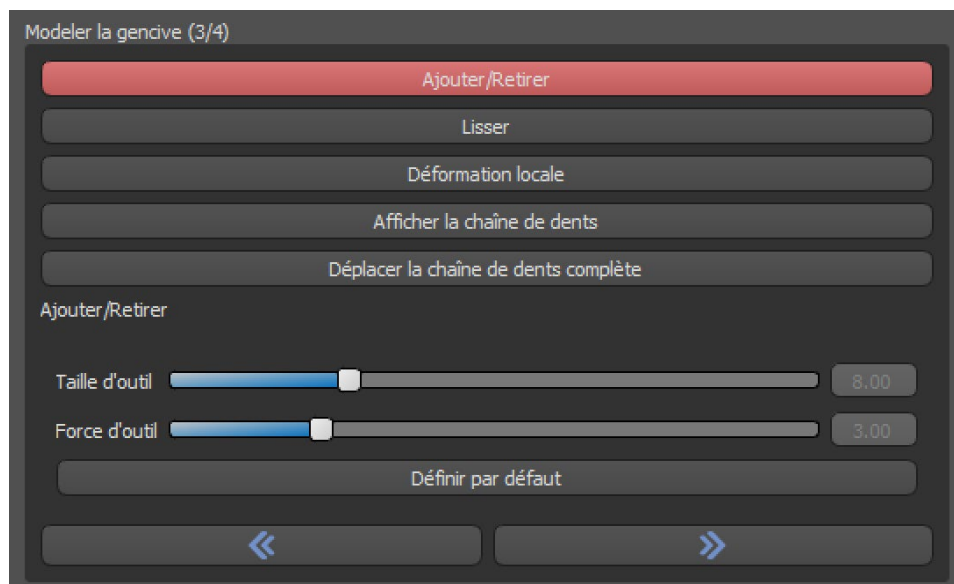 Modeler la gencive (3/4)
Ajouter/Retirer
Lisser
Déformation locale
Afficher la chaîne de dents
Déplacer la chaîne de dents complète
Ajouter/Retirer
Taille d'outil 8.00
Force d'outil 3.00
Définir par défaut